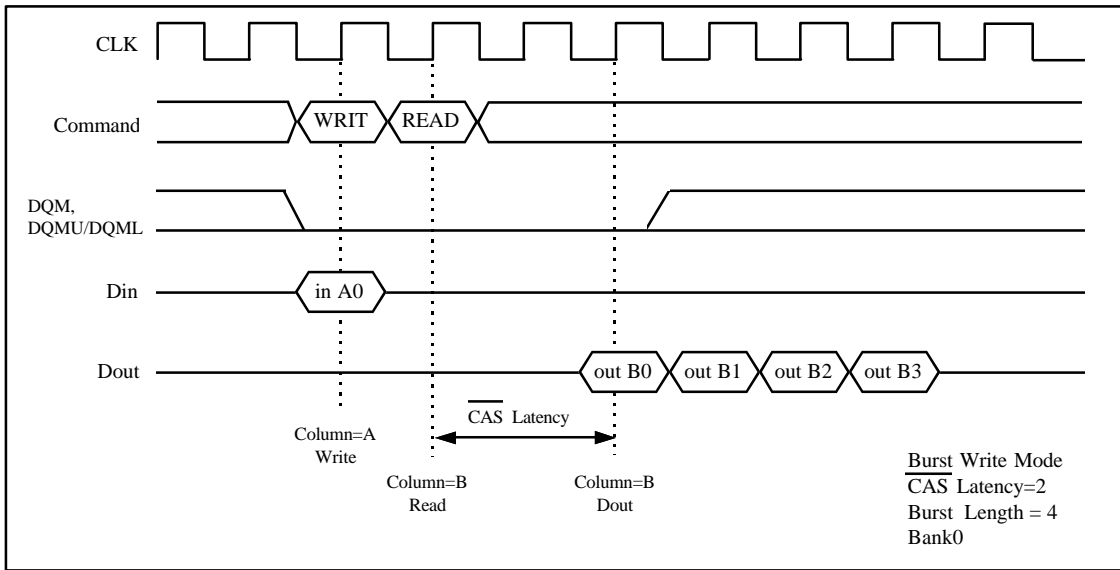 CLK
Command
WRIT
READ
DQM,
DQMU/DQML
Din
in A0
Dout
out B0
out B1
out B2
out B3
CAS Latency
Column=A
Write
Column=B
Read
Column=B
Dout
Burst Write Mode
CAS Latency=2
Burst Length = 4
Bank0